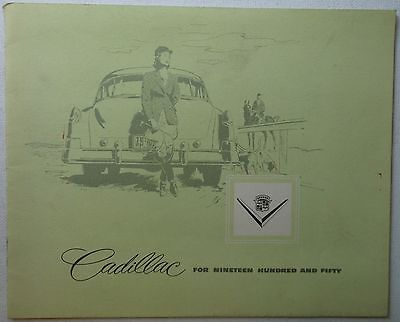 Cadillac FOR NINETEEN HUNDRED AND FIFTY